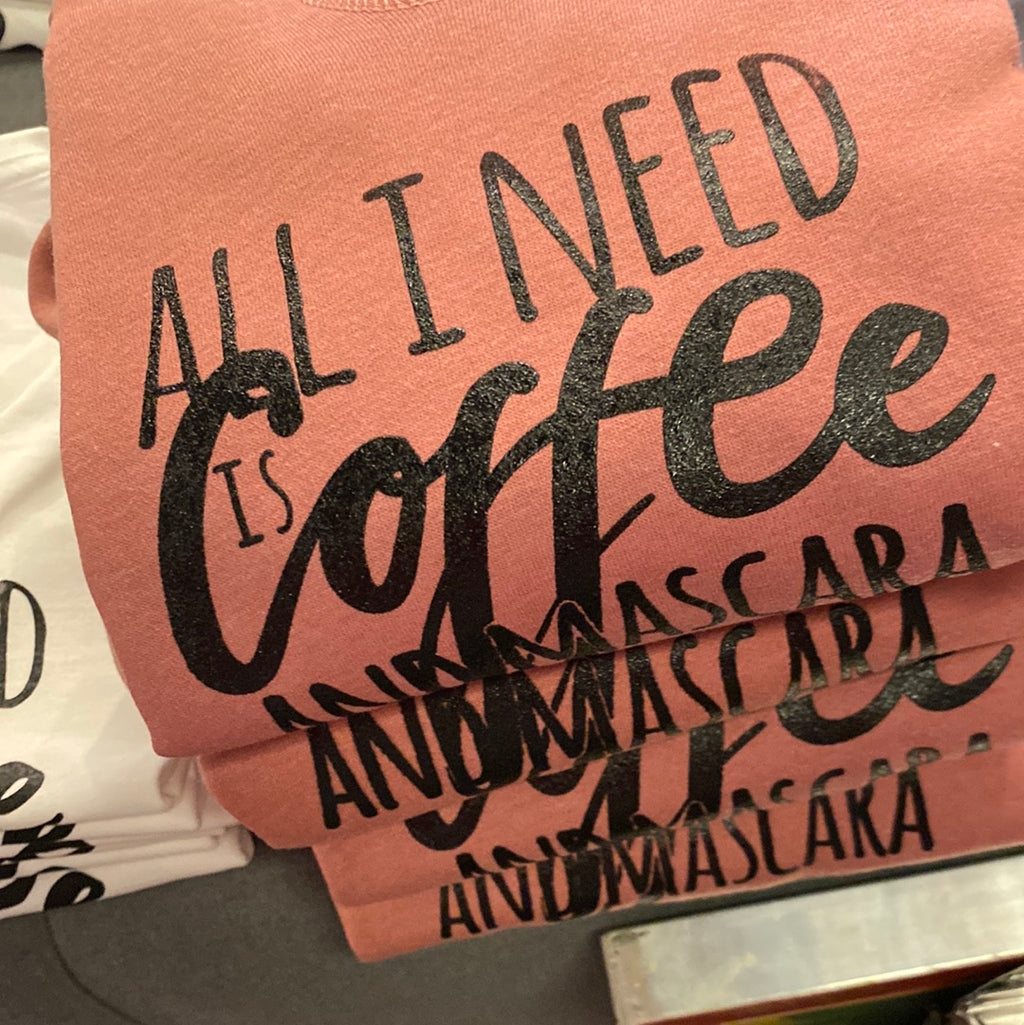 ALL I NEED
IS
Coffee
AND MASCARA
AND MASCARA
AND MASCARA
D